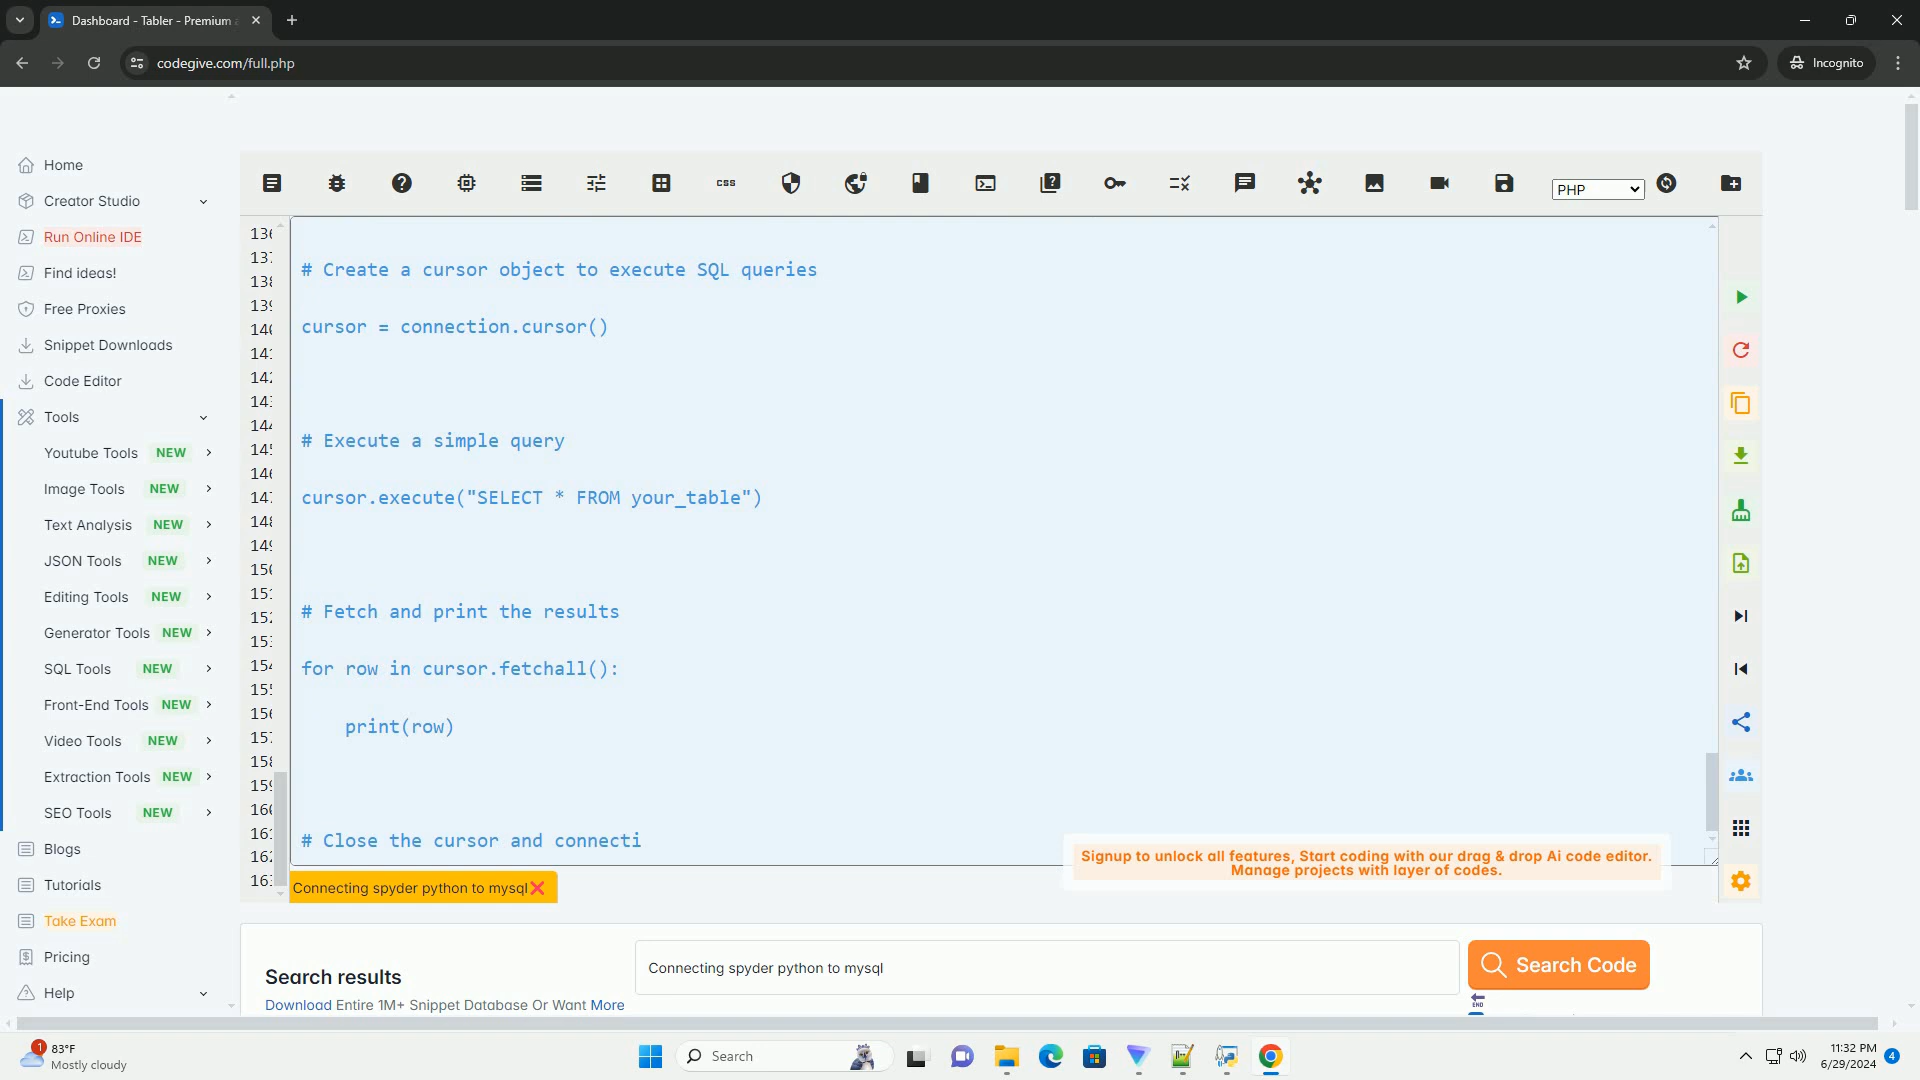 Dashboard - Tabler - Premium
codegive.com/full.php
Incognito
Home
Creator Studio
Run Online IDE
Find ideas!
Free Proxies
Snippet Downloads
Code Editor
Tools
Youtube Tools NEW
Image Tools NEW
Text Analysis NEW
JSON Tools NEW
Editing Tools NEW
Generator Tools NEW
SQL Tools NEW
Front-End Tools NEW
Video Tools NEW
Extraction Tools NEW
SEO Tools NEW
Blogs
Tutorials
Take Exam
Pricing
Help
css
PHP
# Create a cursor object to execute SQL queries
cursor = connection.cursor()
# Execute a simple query
cursor.execute("SELECT * FROM your_table")
# Fetch and print the results
for row in cursor.fetchall():
print(row)
# Close the cursor and connecti
Signup to unlock all features, Start coding with our drag & drop Ai code editor.
Manage projects with layer of codes.
Connecting spyder python to mysql
Search results
Download Entire 1M+ Snippet Database Or Want More
Connecting spyder python to mysql
Search Code
END
1
83°F
Mostly cloudy
Search
11:32 PM
6/29/2024
4